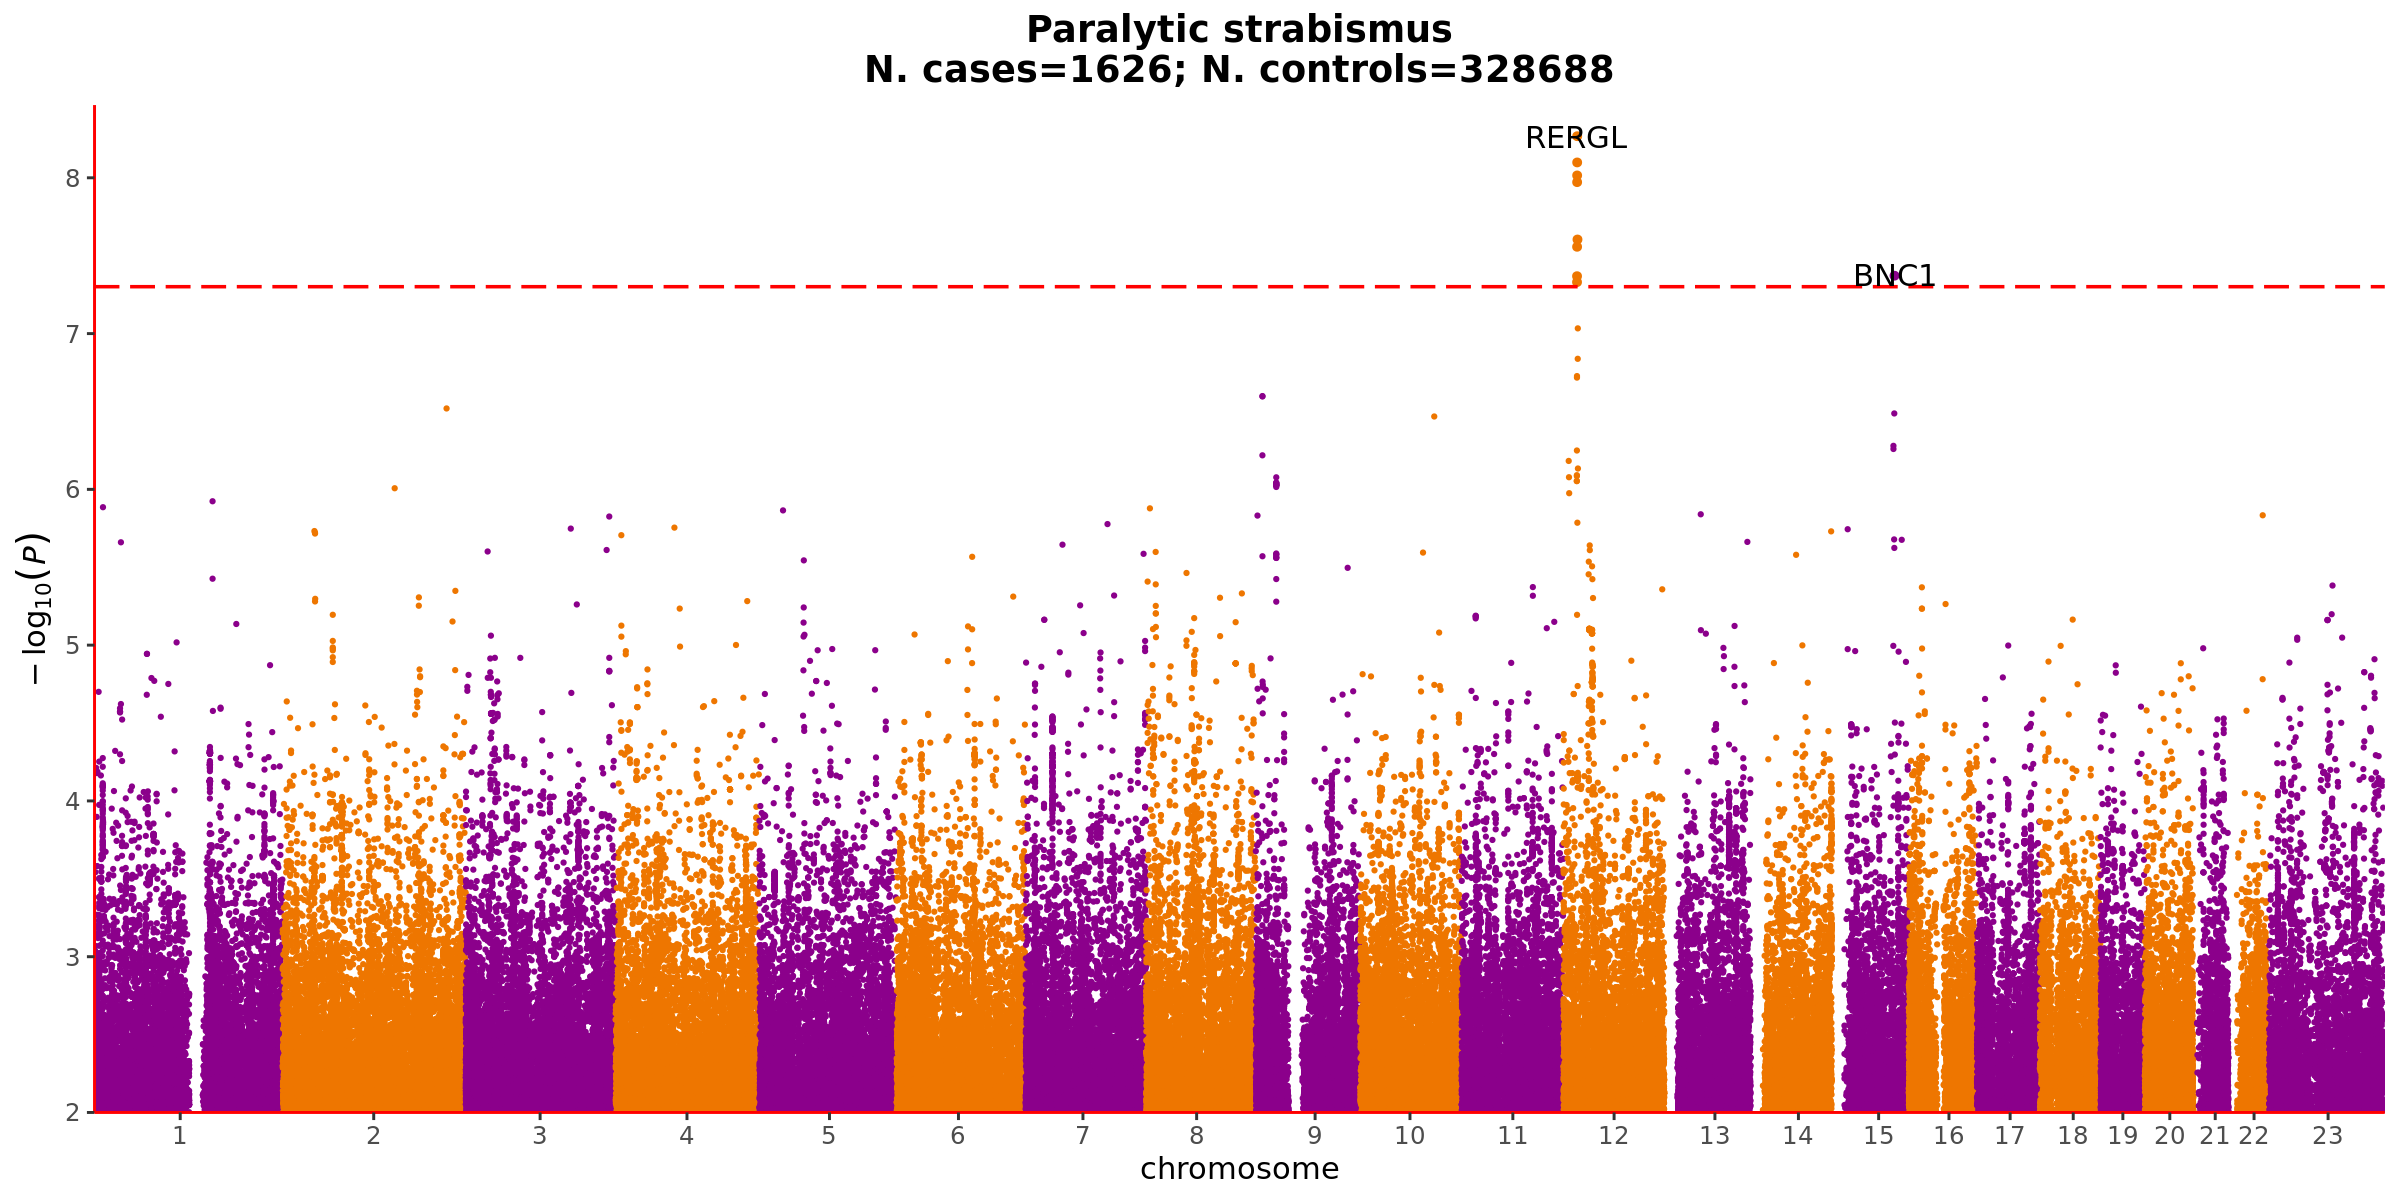 Paralytic strabismus
N. cases=1626; N. controls=328688
RERGL
BNC1
8
7
6
5
4
3
2
− log₁₀(P)
1 2 3 4 5 6 7 8 9 10 11 12 13 14 15 16 17 18 19 20 21 22 23
chromosome